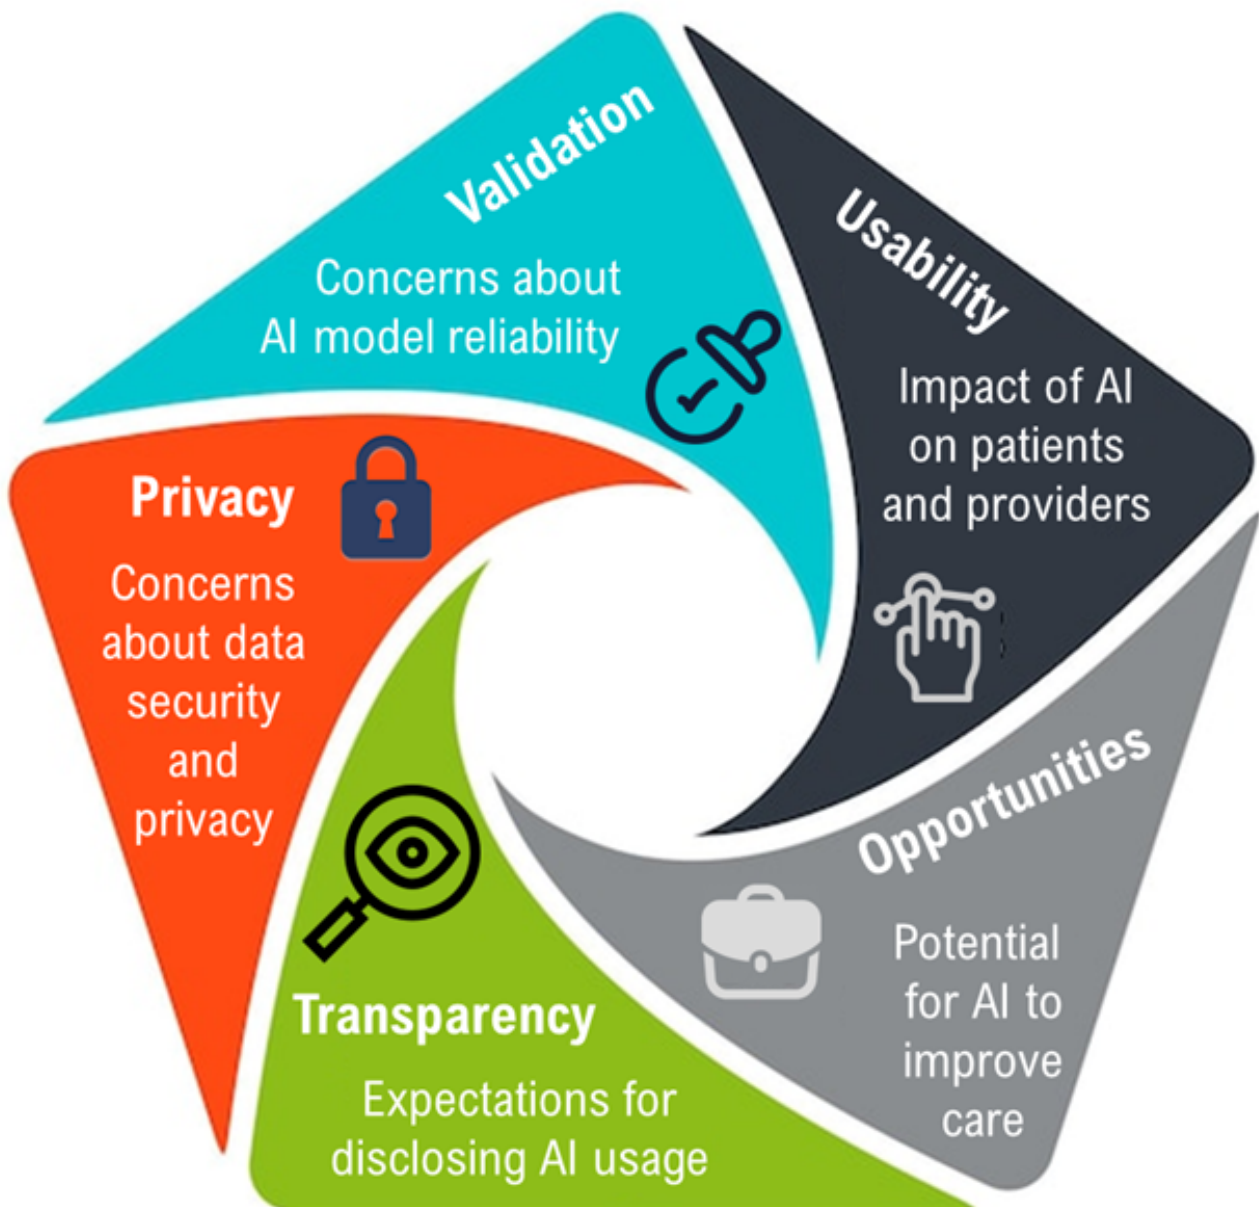 Validation
Concerns about
AI model reliability
Usability
Impact of AI
on patients
and providers
Opportunities
Potential
for AI to
improve
care
Transparency
Expectations for
disclosing AI usage
Privacy
Concerns
about data
security
and
privacy